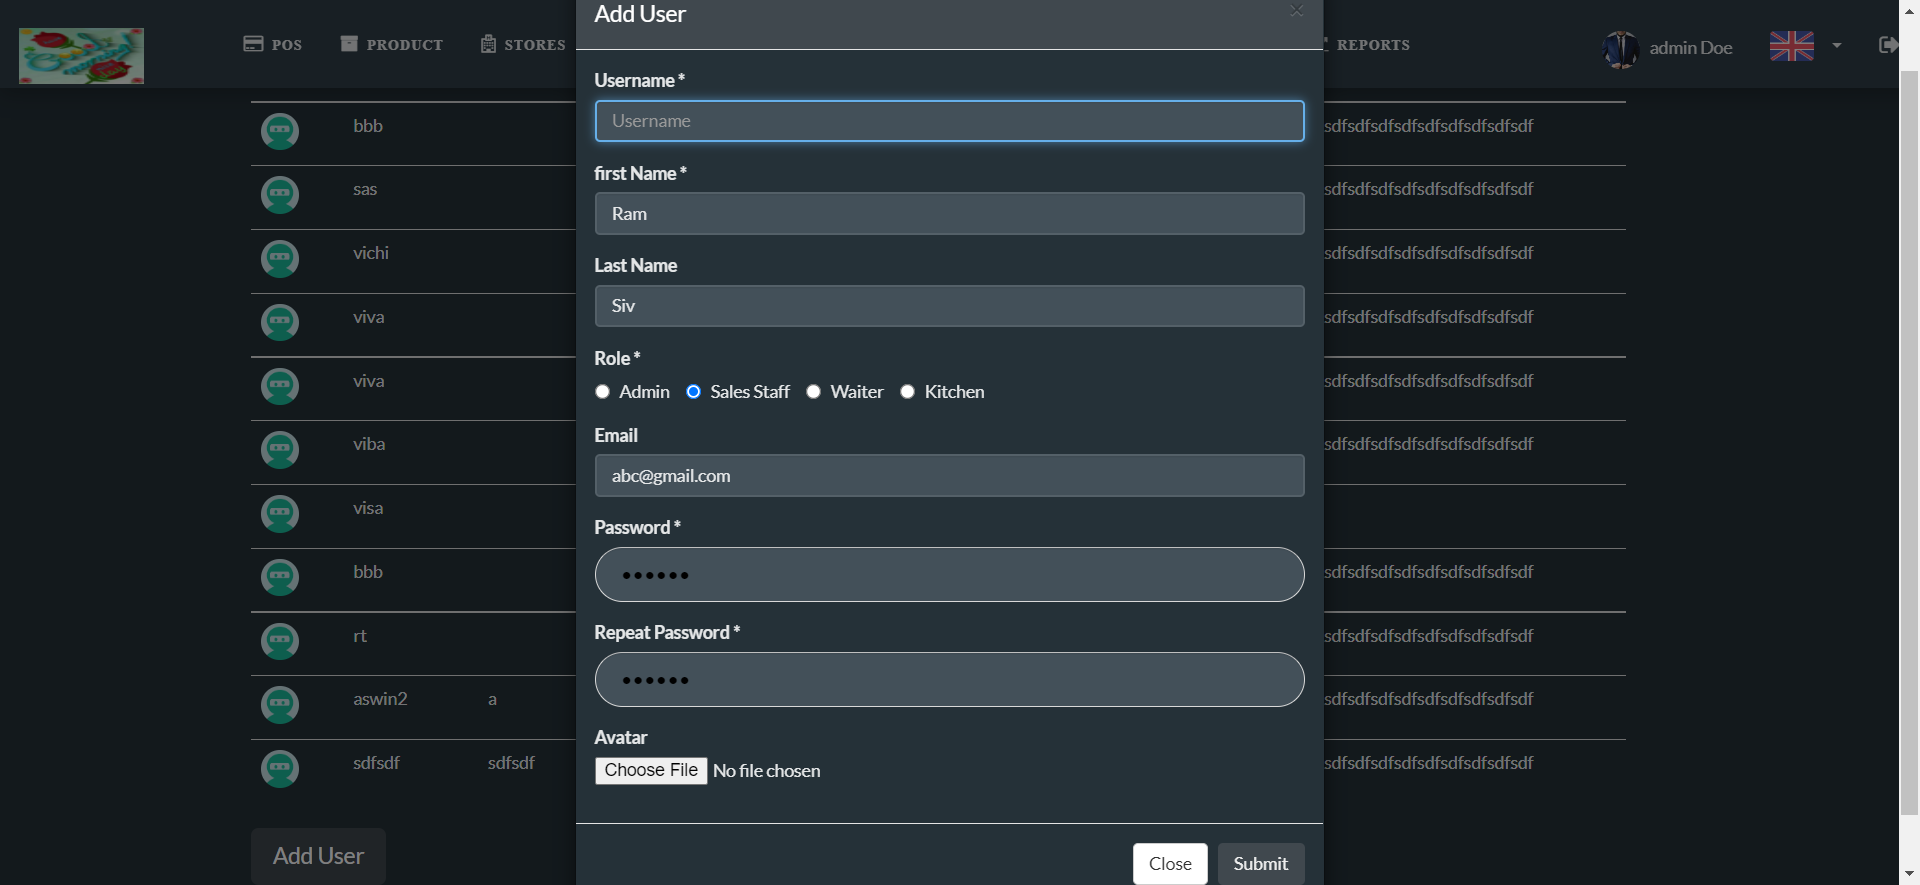 Add User ×
POS PRODUCT STORES REPORTS admin Doe
Username *
Username
bbb sdfsdfsdfsdfsdfsdfsdfsdfsdf
first Name *
sas sdfsdfsdfsdfsdfsdfsdfsdfsdf
Ram
Last Name
vichi sdfsdfsdfsdfsdfsdfsdfsdfsdf
Siv
viva sdfsdfsdfsdfsdfsdfsdfsdfsdf
Role *
Admin Sales Staff Waiter Kitchen
viva sdfsdfsdfsdfsdfsdfsdfsdfsdf
Email
viba sdfsdfsdfsdfsdfsdfsdfsdfsdf
abc@gmail.com
visa
Password *
bbb sdfsdfsdfsdfsdfsdfsdfsdfsdf
Repeat Password *
rt sdfsdfsdfsdfsdfsdfsdfsdfsdf
aswin2 a sdfsdfsdfsdfsdfsdfsdfsdfsdf
Avatar
Choose File No file chosen
sdfsdf sdfsdf sdfsdfsdfsdfsdfsdfsdfsdfsdf
Add User
Close Submit